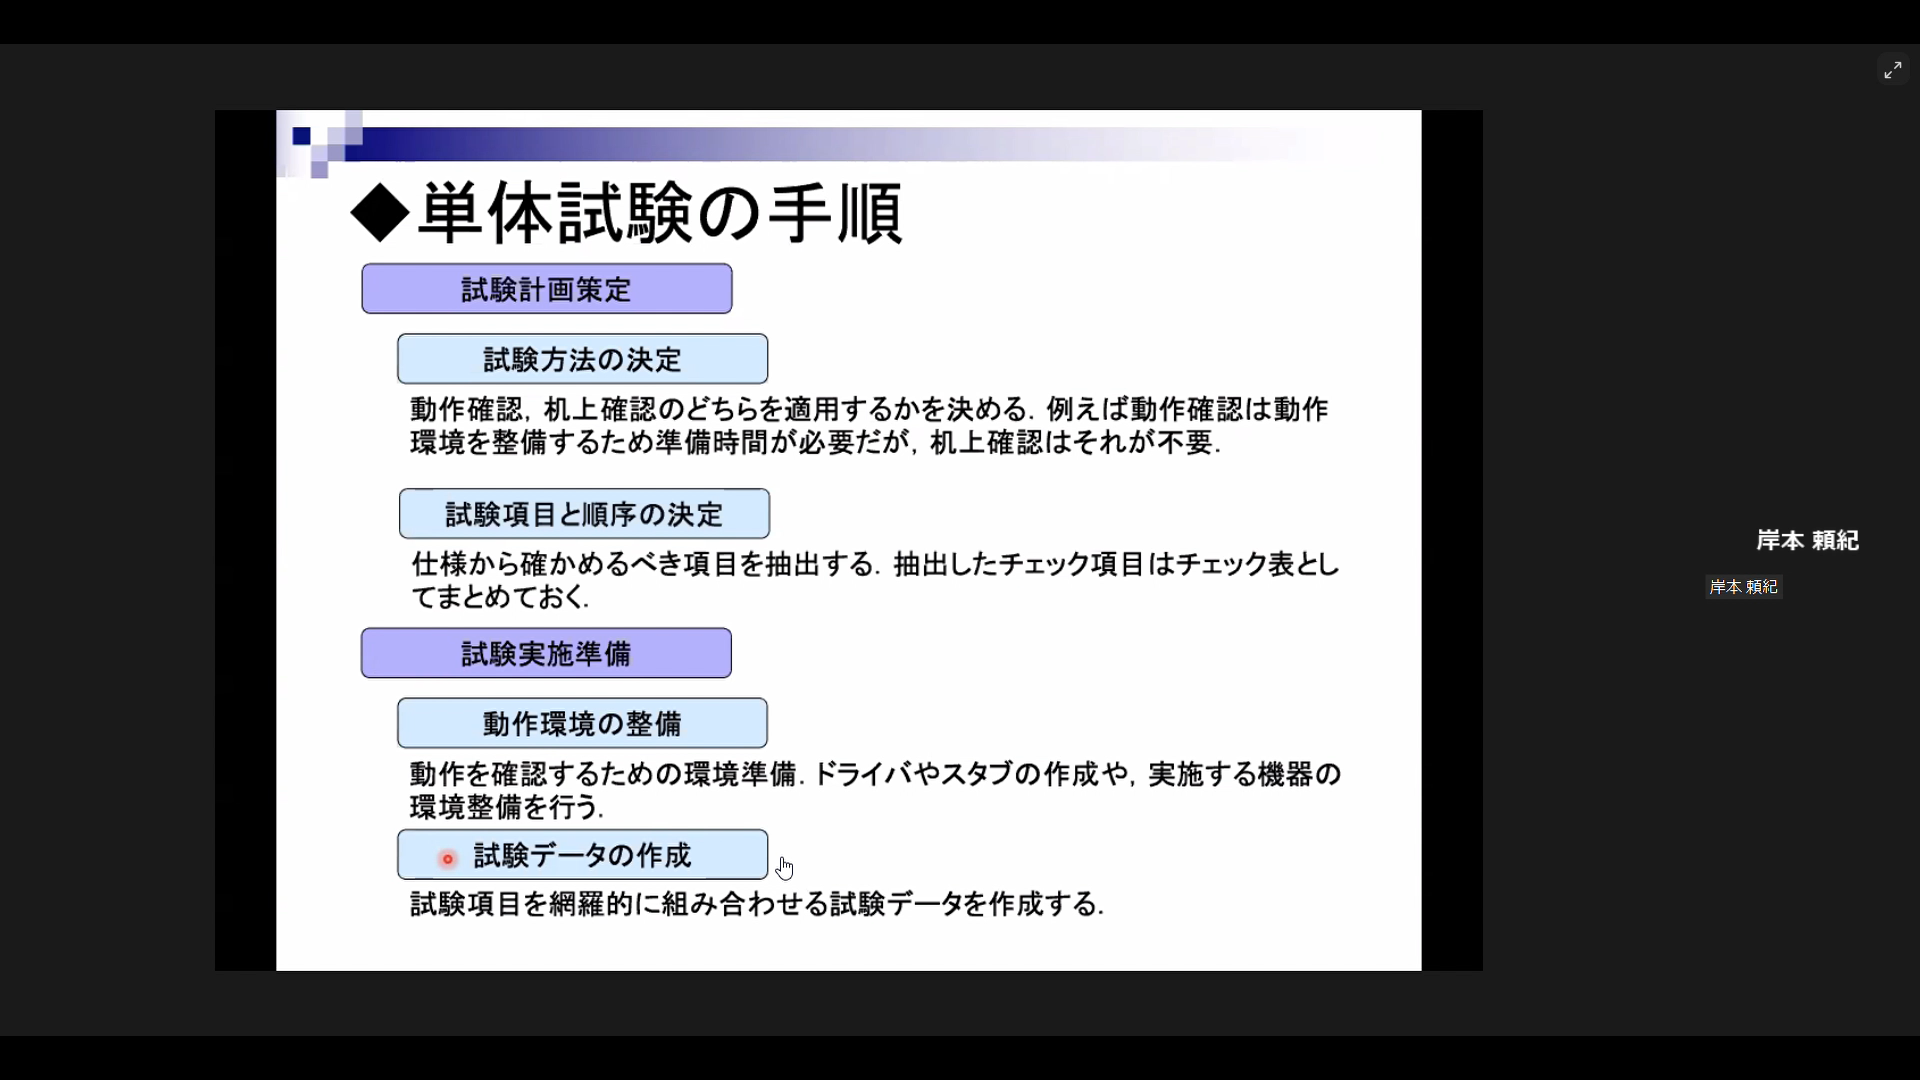 ◆単体試験の手順
試験計画策定
試験方法の決定
動作確認，机上確認のどちらを適用するかを決める．例えば動作確認は動作
環境を整備するため準備時間が必要だが，机上確認はそれが不要．
試験項目と順序の決定
仕様から確かめるべき項目を抽出する．抽出したチェック項目はチェック表とし
てまとめておく．
試験実施準備
動作環境の整備
動作を確認するための環境準備．ドライバやスタブの作成や，実施する機器の
環境整備を行う．
試験データの作成
試験項目を網羅的に組み合わせる試験データを作成する．
岸本 頼紀
岸本 頼紀